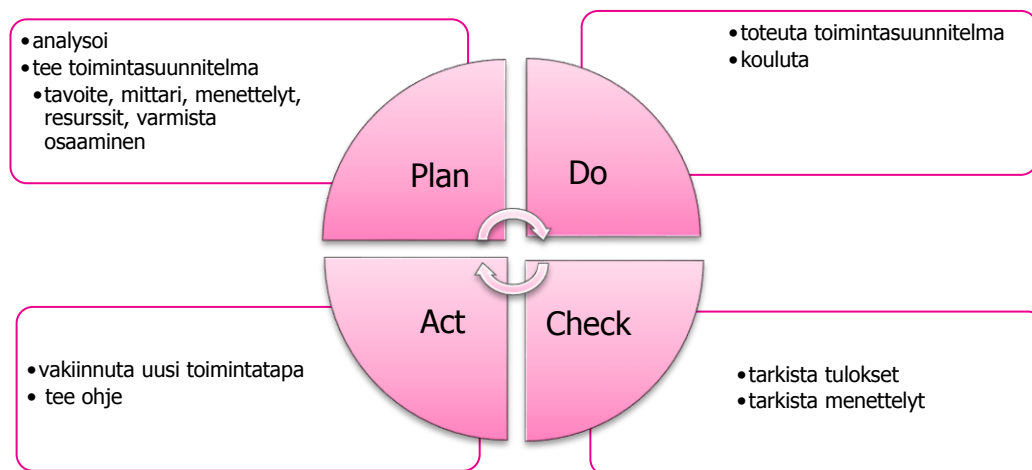 •analysoi
•tee toimintasuunnitelma
•tavoite, mittari, menettelyt,
resurssit, varmista
osaaminen
Plan
•toteuta toimintasuunnitelma
•kouluta
Do
Act
•vakiinnuta uusi toimintatapa
• tee ohje
Check
•tarkista tulokset
•tarkista menettelyt